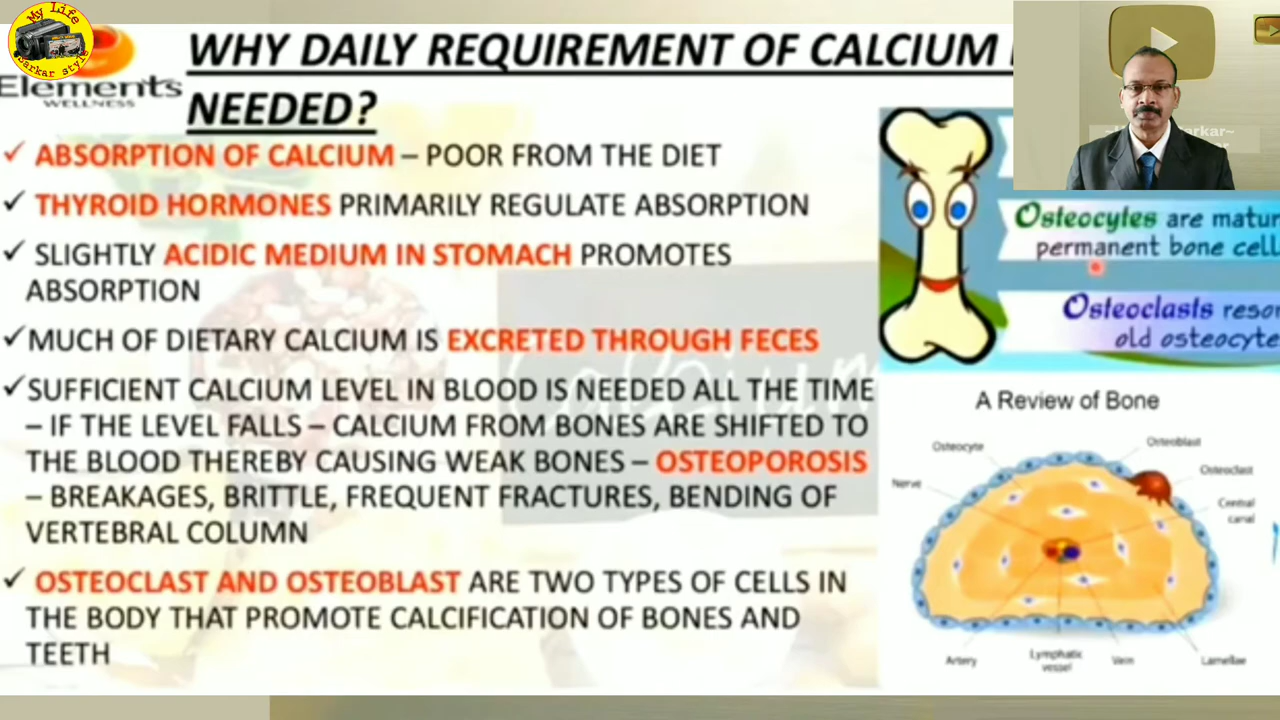 My Life
Markar style
Elements
WELLNESS
WHY DAILY REQUIREMENT OF CALCIUM
NEEDED?
✓ ABSORPTION OF CALCIUM – POOR FROM THE DIET
✓ THYROID HORMONES PRIMARILY REGULATE ABSORPTION
✓ SLIGHTLY ACIDIC MEDIUM IN STOMACH PROMOTES
ABSORPTION
✓MUCH OF DIETARY CALCIUM IS EXCRETED THROUGH FECES
✓SUFFICIENT CALCIUM LEVEL IN BLOOD IS NEEDED ALL THE TIME
– IF THE LEVEL FALLS – CALCIUM FROM BONES ARE SHIFTED TO
THE BLOOD THEREBY CAUSING WEAK BONES – OSTEOPOROSIS
– BREAKAGES, BRITTLE, FREQUENT FRACTURES, BENDING OF
VERTEBRAL COLUMN
✓ OSTEOCLAST AND OSTEOBLAST ARE TWO TYPES OF CELLS IN
THE BODY THAT PROMOTE CALCIFICATION OF BONES AND
TEETH
Osteocytes are matur
permanent bone cell
Osteoclasts resor
old osteocyte
A Review of Bone
Osteocyte
Osteoblast
Nerve
Osteoclast
Central
canal
Artery
Lymphatic
vessel
Vein
Lamellae